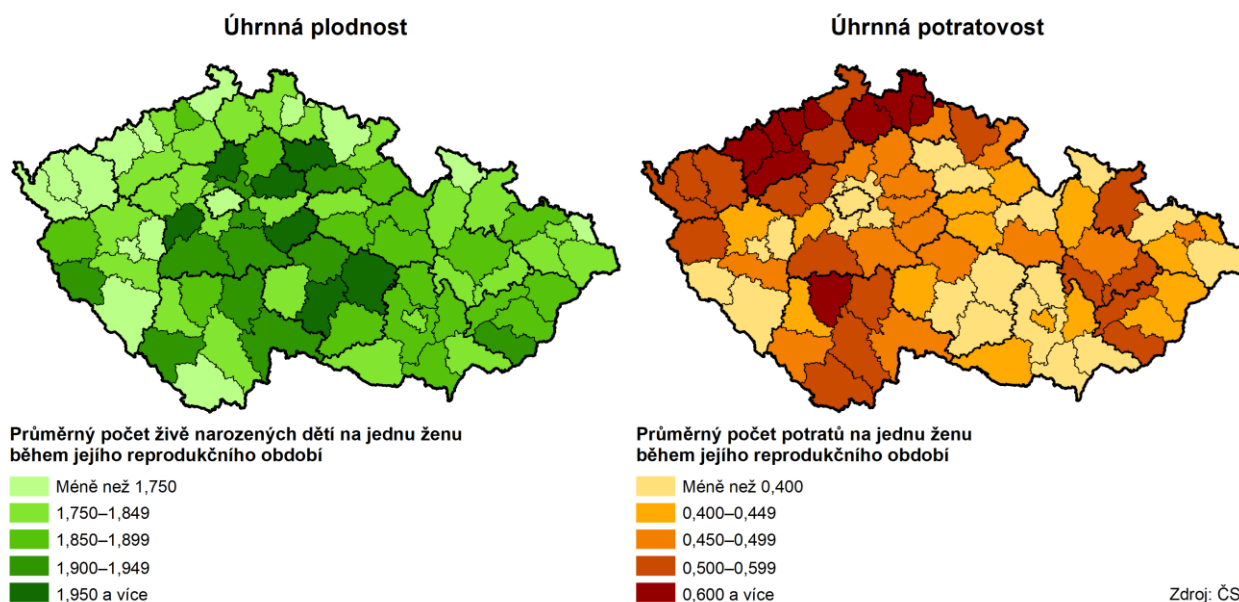 Úhrnná plodnost
Průměrný počet živě narozených dětí na jednu ženu
během jejího reprodukčního období
Méně než 1,750
1,750–1,849
1,850–1,899
1,900–1,949
1,950 a více
Úhrnná potratovost
Průměrný počet potratů na jednu ženu
během jejího reprodukčního období
Méně než 0,400
0,400–0,449
0,450–0,499
0,500–0,599
0,600 a více
Zdroj: ČS